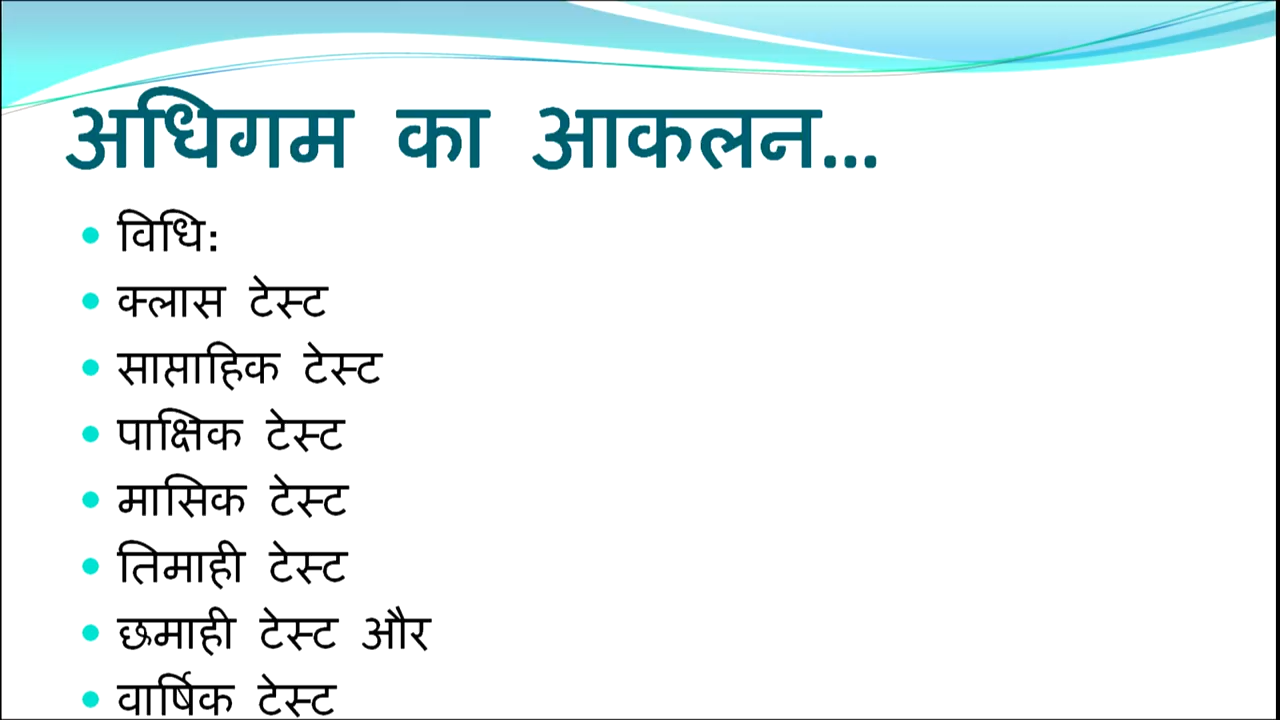 अधिगम का आकलन...
विधि:
क्लास टेस्ट
साप्ताहिक टेस्ट
पाक्षिक टेस्ट
मासिक टेस्ट
तिमाही टेस्ट
छमाही टेस्ट और
वार्षिक टेस्ट